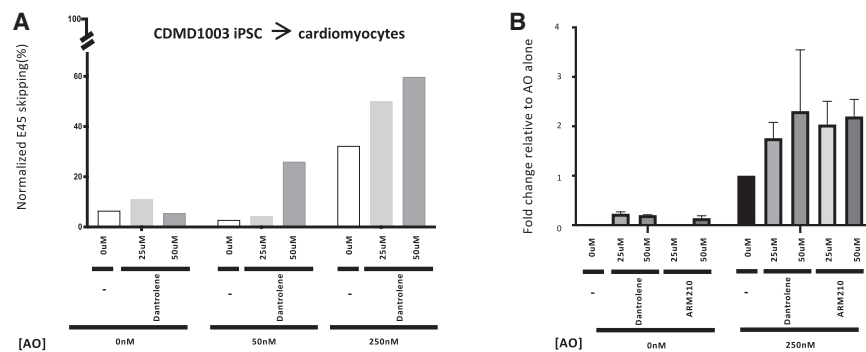 A
CDMD1003 iPSC → cardiomyocytes
Normalized E45 skipping(%)
100
60
40
20
0
0uM 25uM 50uM 0uM 25uM 50uM 0uM 25uM 50uM
- Dantrolene - Dantrolene - Dantrolene
[AO] 0nM 50nM 250nM
B
Fold change relative to AO alone
4
3
2
1
0
0uM 25uM 50uM 25uM 50uM 0uM 25uM 50uM 25uM 50uM
- Dantrolene ARM210 - Dantrolene ARM210
[AO] 0nM 250nM